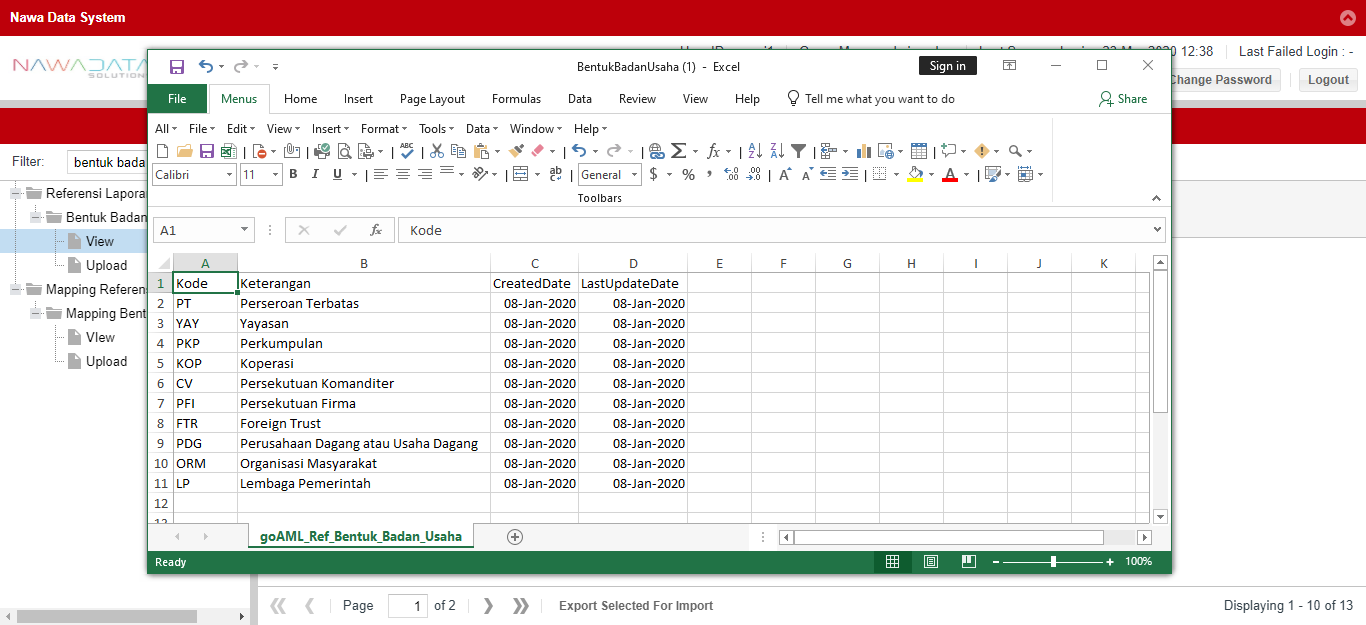 Nawa Data System
NAWADATA
SOLUTION
12:38 Last Failed Login : -
Change Password Logout
BentukBadanUsaha (1) - Excel Sign in
File Menus Home Insert Page Layout Formulas Data Review View Help Tell me what you want to do Share
All File Edit View Insert Format Tools Data Window Help
Calibri 11 B I U General $ %
Toolbars
A1 fx Kode
Filter: bentuk bada
Referensi Lapora
Bentuk Badan
View
Upload
Mapping Referen
Mapping Bent
VIew
Upload
A B C D E F G H I J K
1 Kode Keterangan CreatedDate LastUpdateDate
2 PT Perseroan Terbatas 08-Jan-2020 08-Jan-2020
3 YAY Yayasan 08-Jan-2020 08-Jan-2020
4 PKP Perkumpulan 08-Jan-2020 08-Jan-2020
5 KOP Koperasi 08-Jan-2020 08-Jan-2020
6 CV Persekutuan Komanditer 08-Jan-2020 08-Jan-2020
7 PFI Persekutuan Firma 08-Jan-2020 08-Jan-2020
8 FTR Foreign Trust 08-Jan-2020 08-Jan-2020
9 PDG Perusahaan Dagang atau Usaha Dagang 08-Jan-2020 08-Jan-2020
10 ORM Organisasi Masyarakat 08-Jan-2020 08-Jan-2020
11 LP Lembaga Pemerintah 08-Jan-2020 08-Jan-2020
12
goAML_Ref_Bentuk_Badan_Usaha
Ready 100%
Page 1 of 2 Export Selected For Import Displaying 1 - 10 of 13